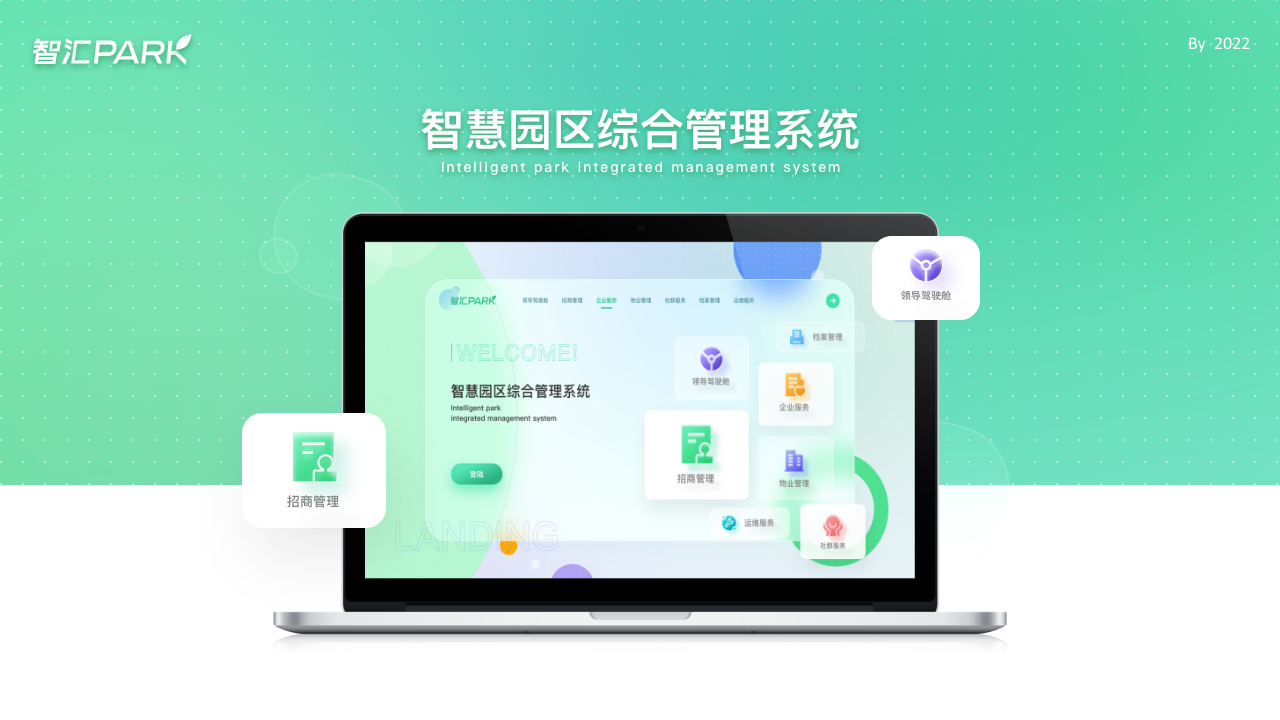 智汇PARK
By 2022
智慧园区综合管理系统
Intelligent park integrated management system
领导驾驶舱
智汇PARK
领导驾驶舱 招商管理 企业服务 物业管理 社群服务 档案管理 运维服务
档案管理
WELCOME!
领导驾驶舱
智慧园区综合管理系统
企业服务
Intelligent park
integrated management system
登陆
招商管理
物业管理
招商管理
运维服务
LANDING
社群服务